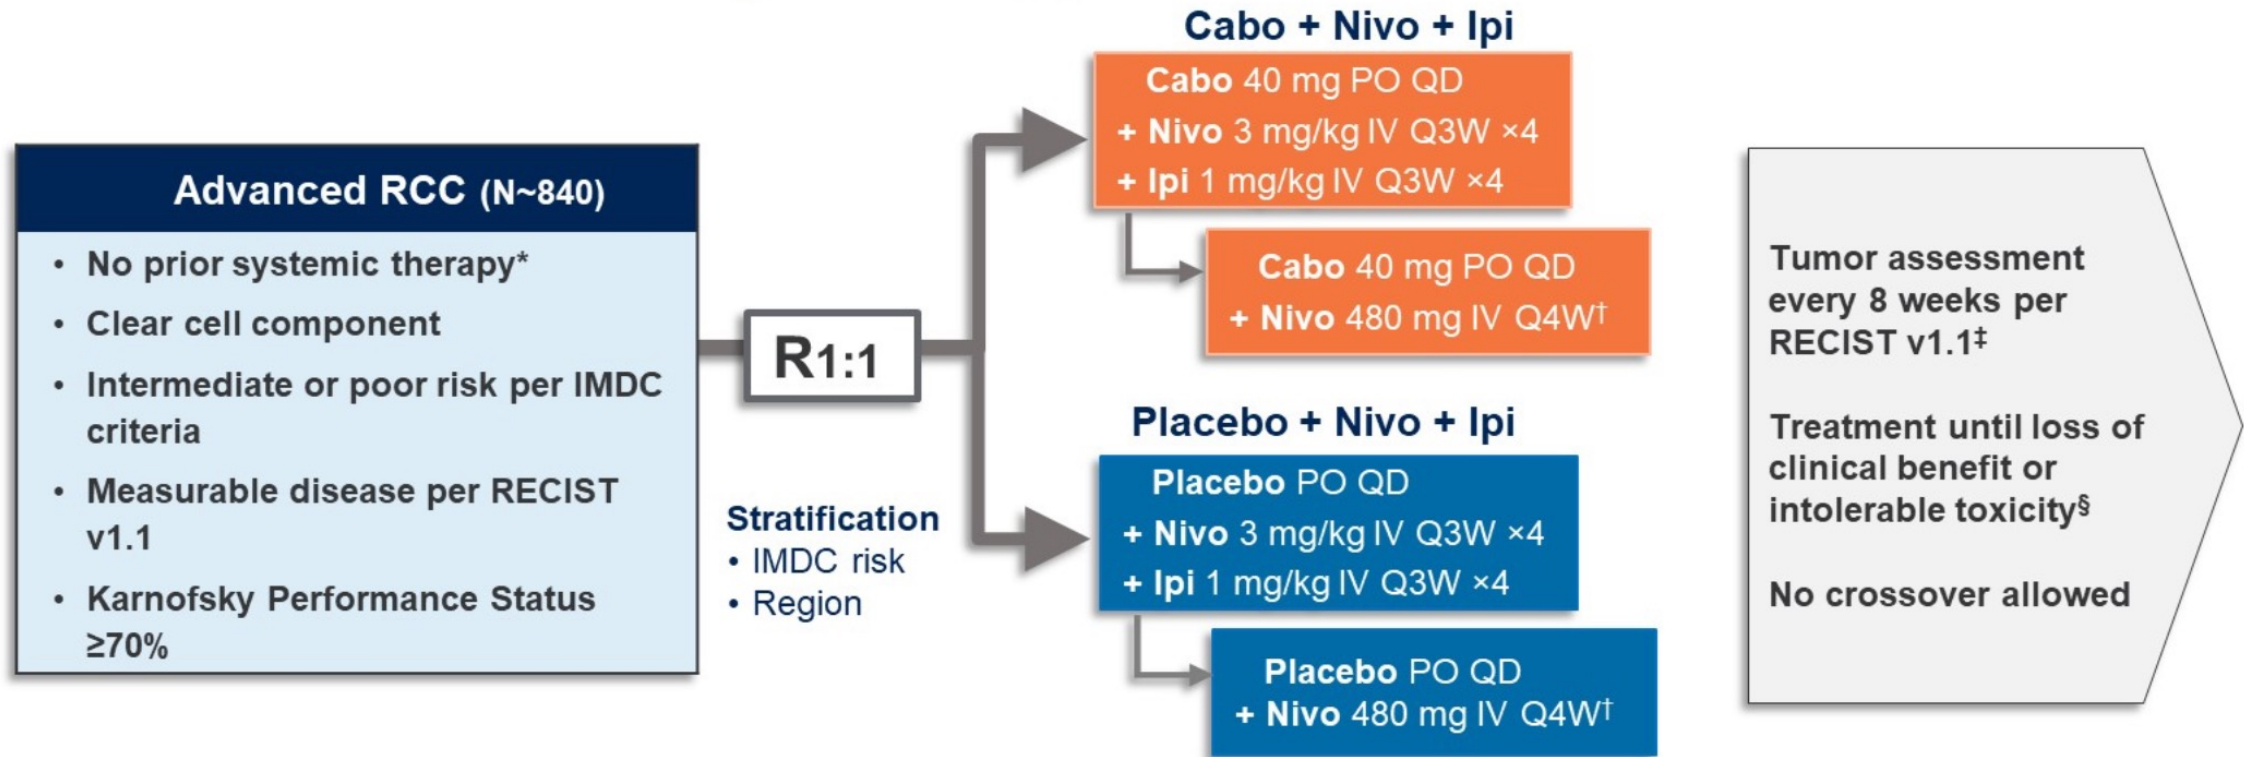 Advanced RCC (N~840)
• No prior systemic therapy*
• Clear cell component
• Intermediate or poor risk per IMDC
criteria
• Measurable disease per RECIST
v1.1
• Karnofsky Performance Status
≥70%
R1:1
Stratification
• IMDC risk
• Region
Cabo + Nivo + Ipi
Cabo 40 mg PO QD
+ Nivo 3 mg/kg IV Q3W ×4
+ Ipi 1 mg/kg IV Q3W ×4
Cabo 40 mg PO QD
+ Nivo 480 mg IV Q4W†
Placebo + Nivo + Ipi
Placebo PO QD
+ Nivo 3 mg/kg IV Q3W ×4
+ Ipi 1 mg/kg IV Q3W ×4
Placebo PO QD
+ Nivo 480 mg IV Q4W†
Tumor assessment
every 8 weeks per
RECIST v1.1‡
Treatment until loss of
clinical benefit or
intolerable toxicity§
No crossover allowed